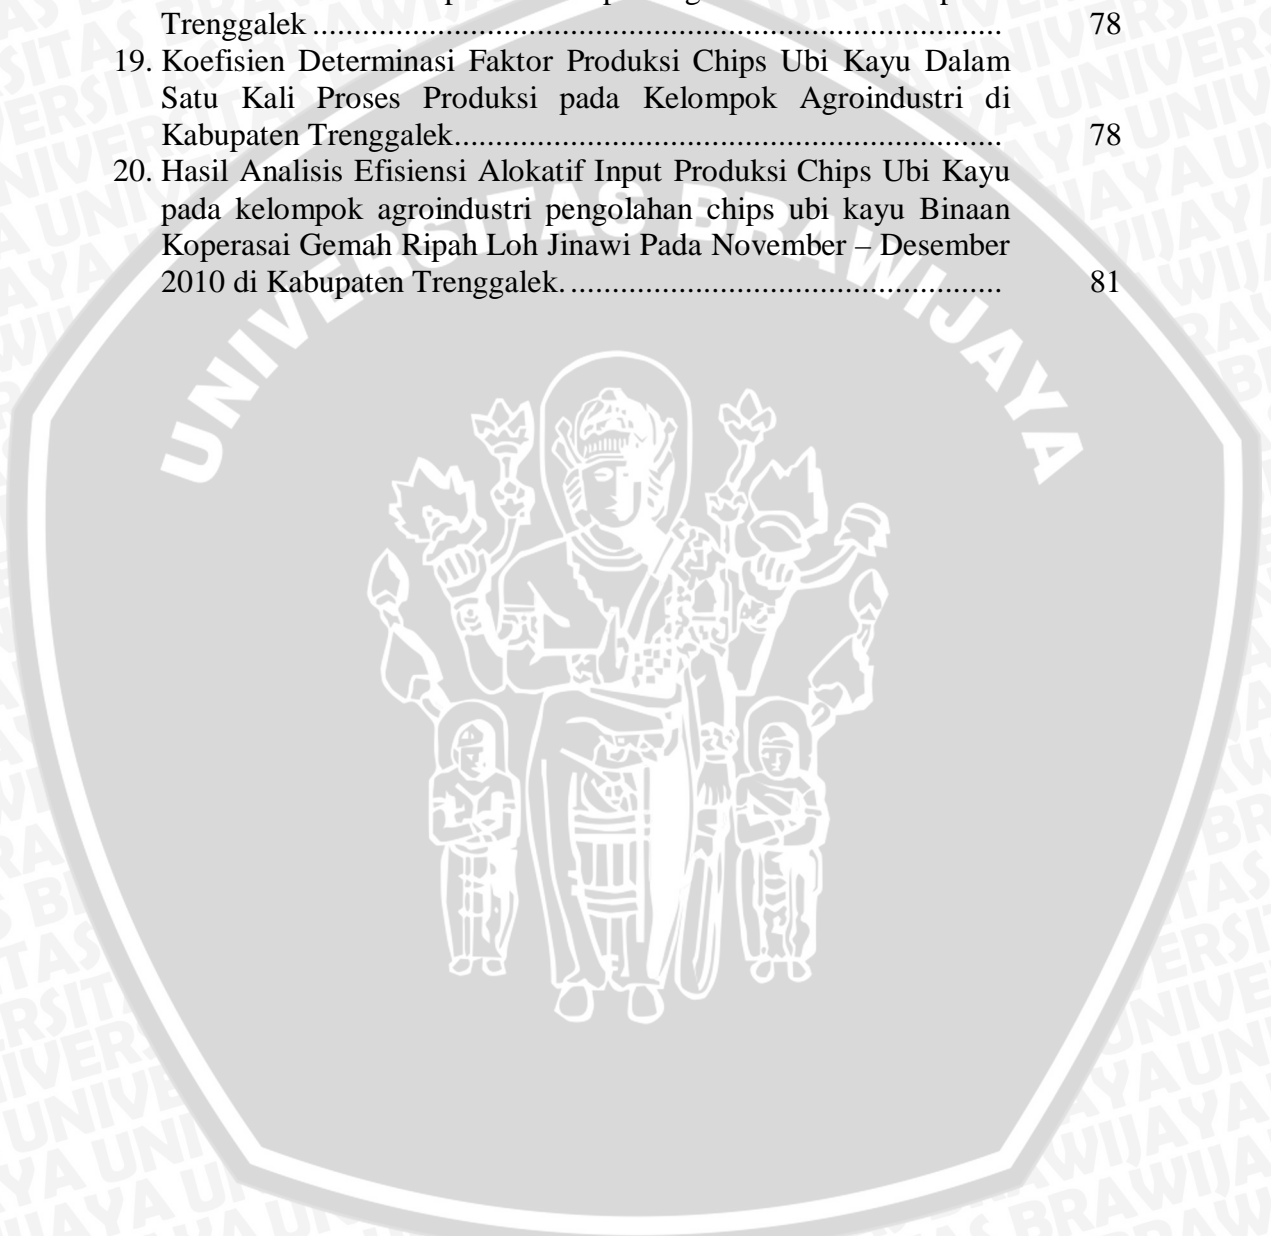 Trenggalek ................................................................................... 78
19. Koefisien Determinasi Faktor Produksi Chips Ubi Kayu Dalam
Satu Kali Proses Produksi pada Kelompok Agroindustri di
Kabupaten Trenggalek.................................................................. 78
20. Hasil Analisis Efisiensi Alokatif Input Produksi Chips Ubi Kayu
pada kelompok agroindustri pengolahan chips ubi kayu Binaan
Koperasai Gemah Ripah Loh Jinawi Pada November – Desember
2010 di Kabupaten Trenggalek. .................................................... 81
UNIVERSITAS BRAWIJAYA